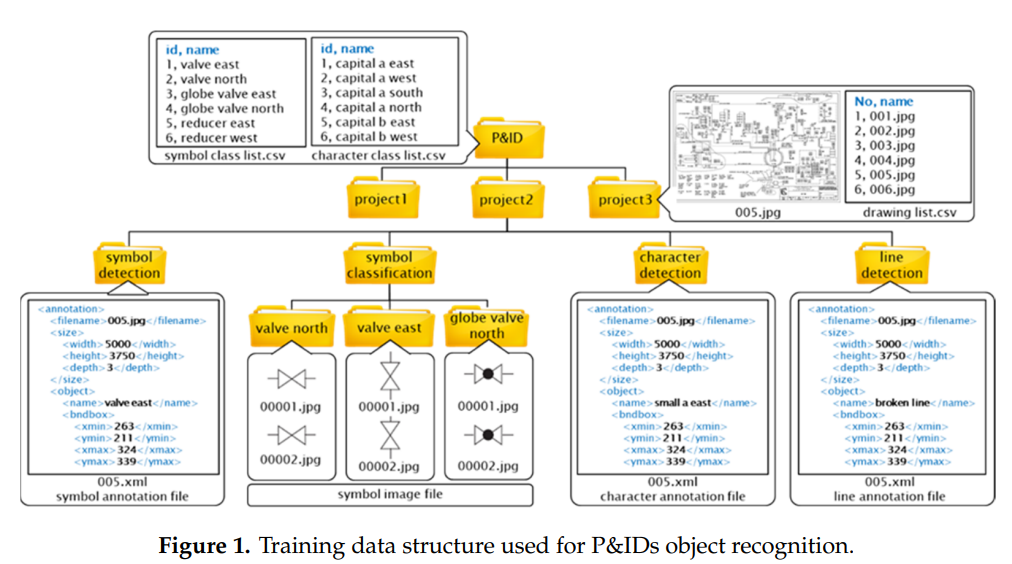 id, name
1, valve east
2, valve north
3, globe valve east
4, globe valve north
5, reducer east
6, reducer west
symbol class list.csv
id, name
1, capital a east
2, capital a west
3, capital a south
4, capital a north
5, capital b east
6, capital b west
character class list.csv
P&ID
project1
project2
project3
005.jpg
No, name
1, 001.jpg
2, 002.jpg
3, 003.jpg
4, 004.jpg
5, 005.jpg
6, 006.jpg
drawing list.csv
symbol
detection
<annotation>
<filename>005.jpg</filename>
<size>
<width>5000</width>
<height>3750</height>
<depth>3</depth>
</size>
<object>
<name>valve east</name>
<bndbox>
<xmin>263</xmin>
<ymin>211</ymin>
<xmax>324</xmax>
<ymax>339</ymax>
005.xml
symbol annotation file
symbol
classification
valve north
00001.jpg
00002.jpg
valve east
00001.jpg
00002.jpg
globe valve
north
00001.jpg
00002.jpg
symbol image file
character
detection
<annotation>
<filename>005.jpg</filename>
<size>
<width>5000</width>
<height>3750</height>
<depth>3</depth>
</size>
<object>
<name>small a east</name>
<bndbox>
<xmin>263</xmin>
<ymin>211</ymin>
<xmax>324</xmax>
<ymax>339</ymax>
005.xml
character annotation file
line
detection
<annotation>
<filename>005.jpg</filename>
<size>
<width>5000</width>
<height>3750</height>
<depth>3</depth>
</size>
<object>
<name>broken line</name>
<bndbox>
<xmin>263</xmin>
<ymin>211</ymin>
<xmax>324</xmax>
<ymax>339</ymax>
005.xml
line annotation file
Figure 1. Training data structure used for P&IDs object recognition.